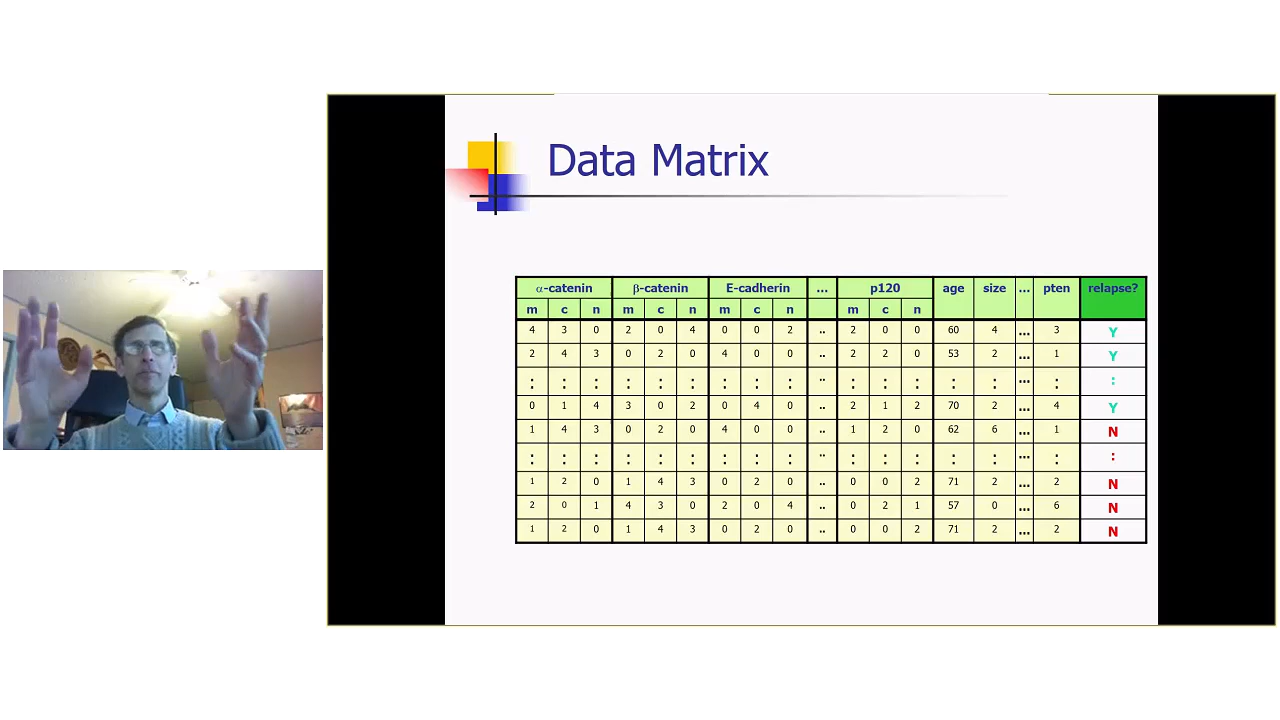 Data Matrix
α-catenin β-catenin E-cadherin ... p120 age size ... pten relapse?
m c n m c n m c n m c n
4 3 0 2 0 4 0 0 2 .. 2 0 0 60 4 ... 3 Y
2 4 3 0 2 0 4 0 0 .. 2 2 0 53 2 ... 1 Y
: : : : : : : : : .. : : : : : ... : :
0 1 4 3 0 2 0 4 0 .. 2 1 2 70 2 ... 4 Y
1 4 3 0 2 0 4 0 0 .. 1 2 0 62 6 ... 1 N
: : : : : : : : : .. : : : : : ... : :
1 2 0 1 4 3 0 2 0 .. 0 0 2 71 2 ... 2 N
2 0 1 4 3 0 2 0 4 .. 0 2 1 57 0 ... 6 N
1 2 0 1 4 3 0 2 0 .. 0 0 2 71 2 ... 2 N